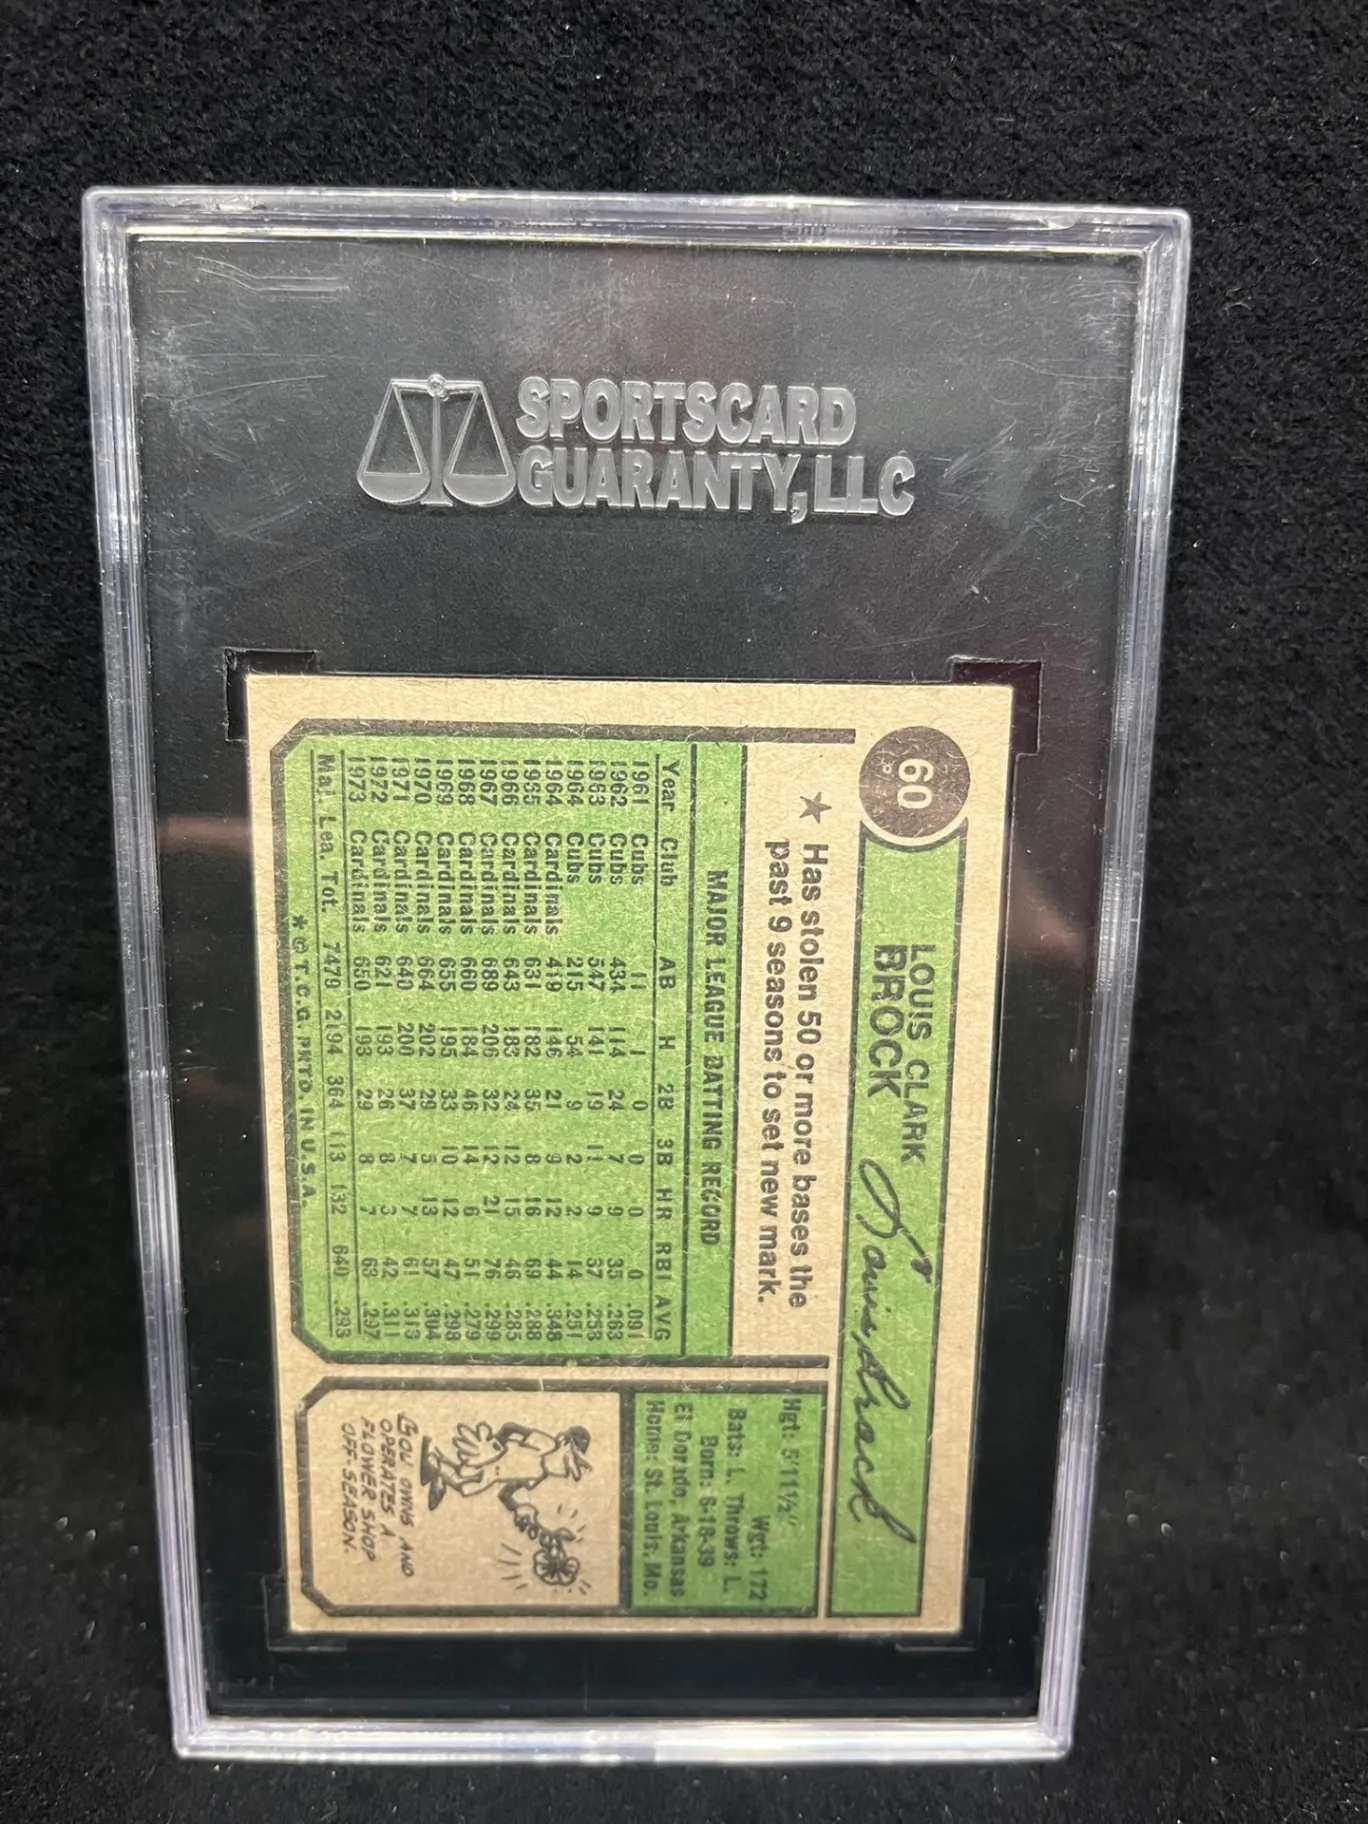 SPORTSCARD
GUARANTY, LLC
60
LOUIS CLARK
BROCK
Louis Brock
★ Has stolen 50 or more bases the
past 9 seasons to set new mark.
MAJOR LEAGUE BATTING RECORD
Year Club AB H 2B 3B HR RBI AVG
1961 Cubs 11 1 0 0 0 0 .091
1962 Cubs 434 114 24 7 9 35 .263
1963 Cubs 547 141 19 11 9 37 .258
1964 Cubs 215 54 9 2 2 14 .251
1964 Cardinals 419 146 21 9 12 44 .348
1965 Cardinals 631 182 35 8 16 69 .288
1966 Cardinals 643 183 24 12 15 46 .285
1967 Cardinals 689 206 32 12 21 76 .299
1968 Cardinals 660 184 46 14 6 51 .279
1969 Cardinals 655 195 33 10 12 47 .298
1970 Cardinals 664 202 29 5 13 57 .304
1971 Cardinals 640 200 37 7 7 61 .313
1972 Cardinals 621 193 26 8 3 42 .311
1973 Cardinals 650 193 29 8 7 63 .297
Maj. Lea. Tot. 7479 2194 364 113 132 640 .293
* © T.C.G. PRTD. IN U.S.A.
Hgt: 5'11½" Wgt: 172
Bats: L. Throws: L.
Born: 6-18-39
El Dorado, Arkansas
Home: St. Louis, Mo.
LOU OWNS AND
OPERATES A
FLOWER SHOP
OFF-SEASON.